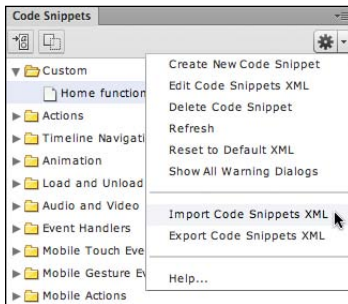 Code Snippets
Custom
Home function
Actions
Timeline Navigati
Animation
Load and Unload
Audio and Video
Event Handlers
Mobile Touch Eve
Mobile Gesture Ev
Mobile Actions
Create New Code Snippet
Edit Code Snippets XML
Delete Code Snippet
Refresh
Reset to Default XML
Show All Warning Dialogs
Import Code Snippets XML
Export Code Snippets XML
Help...